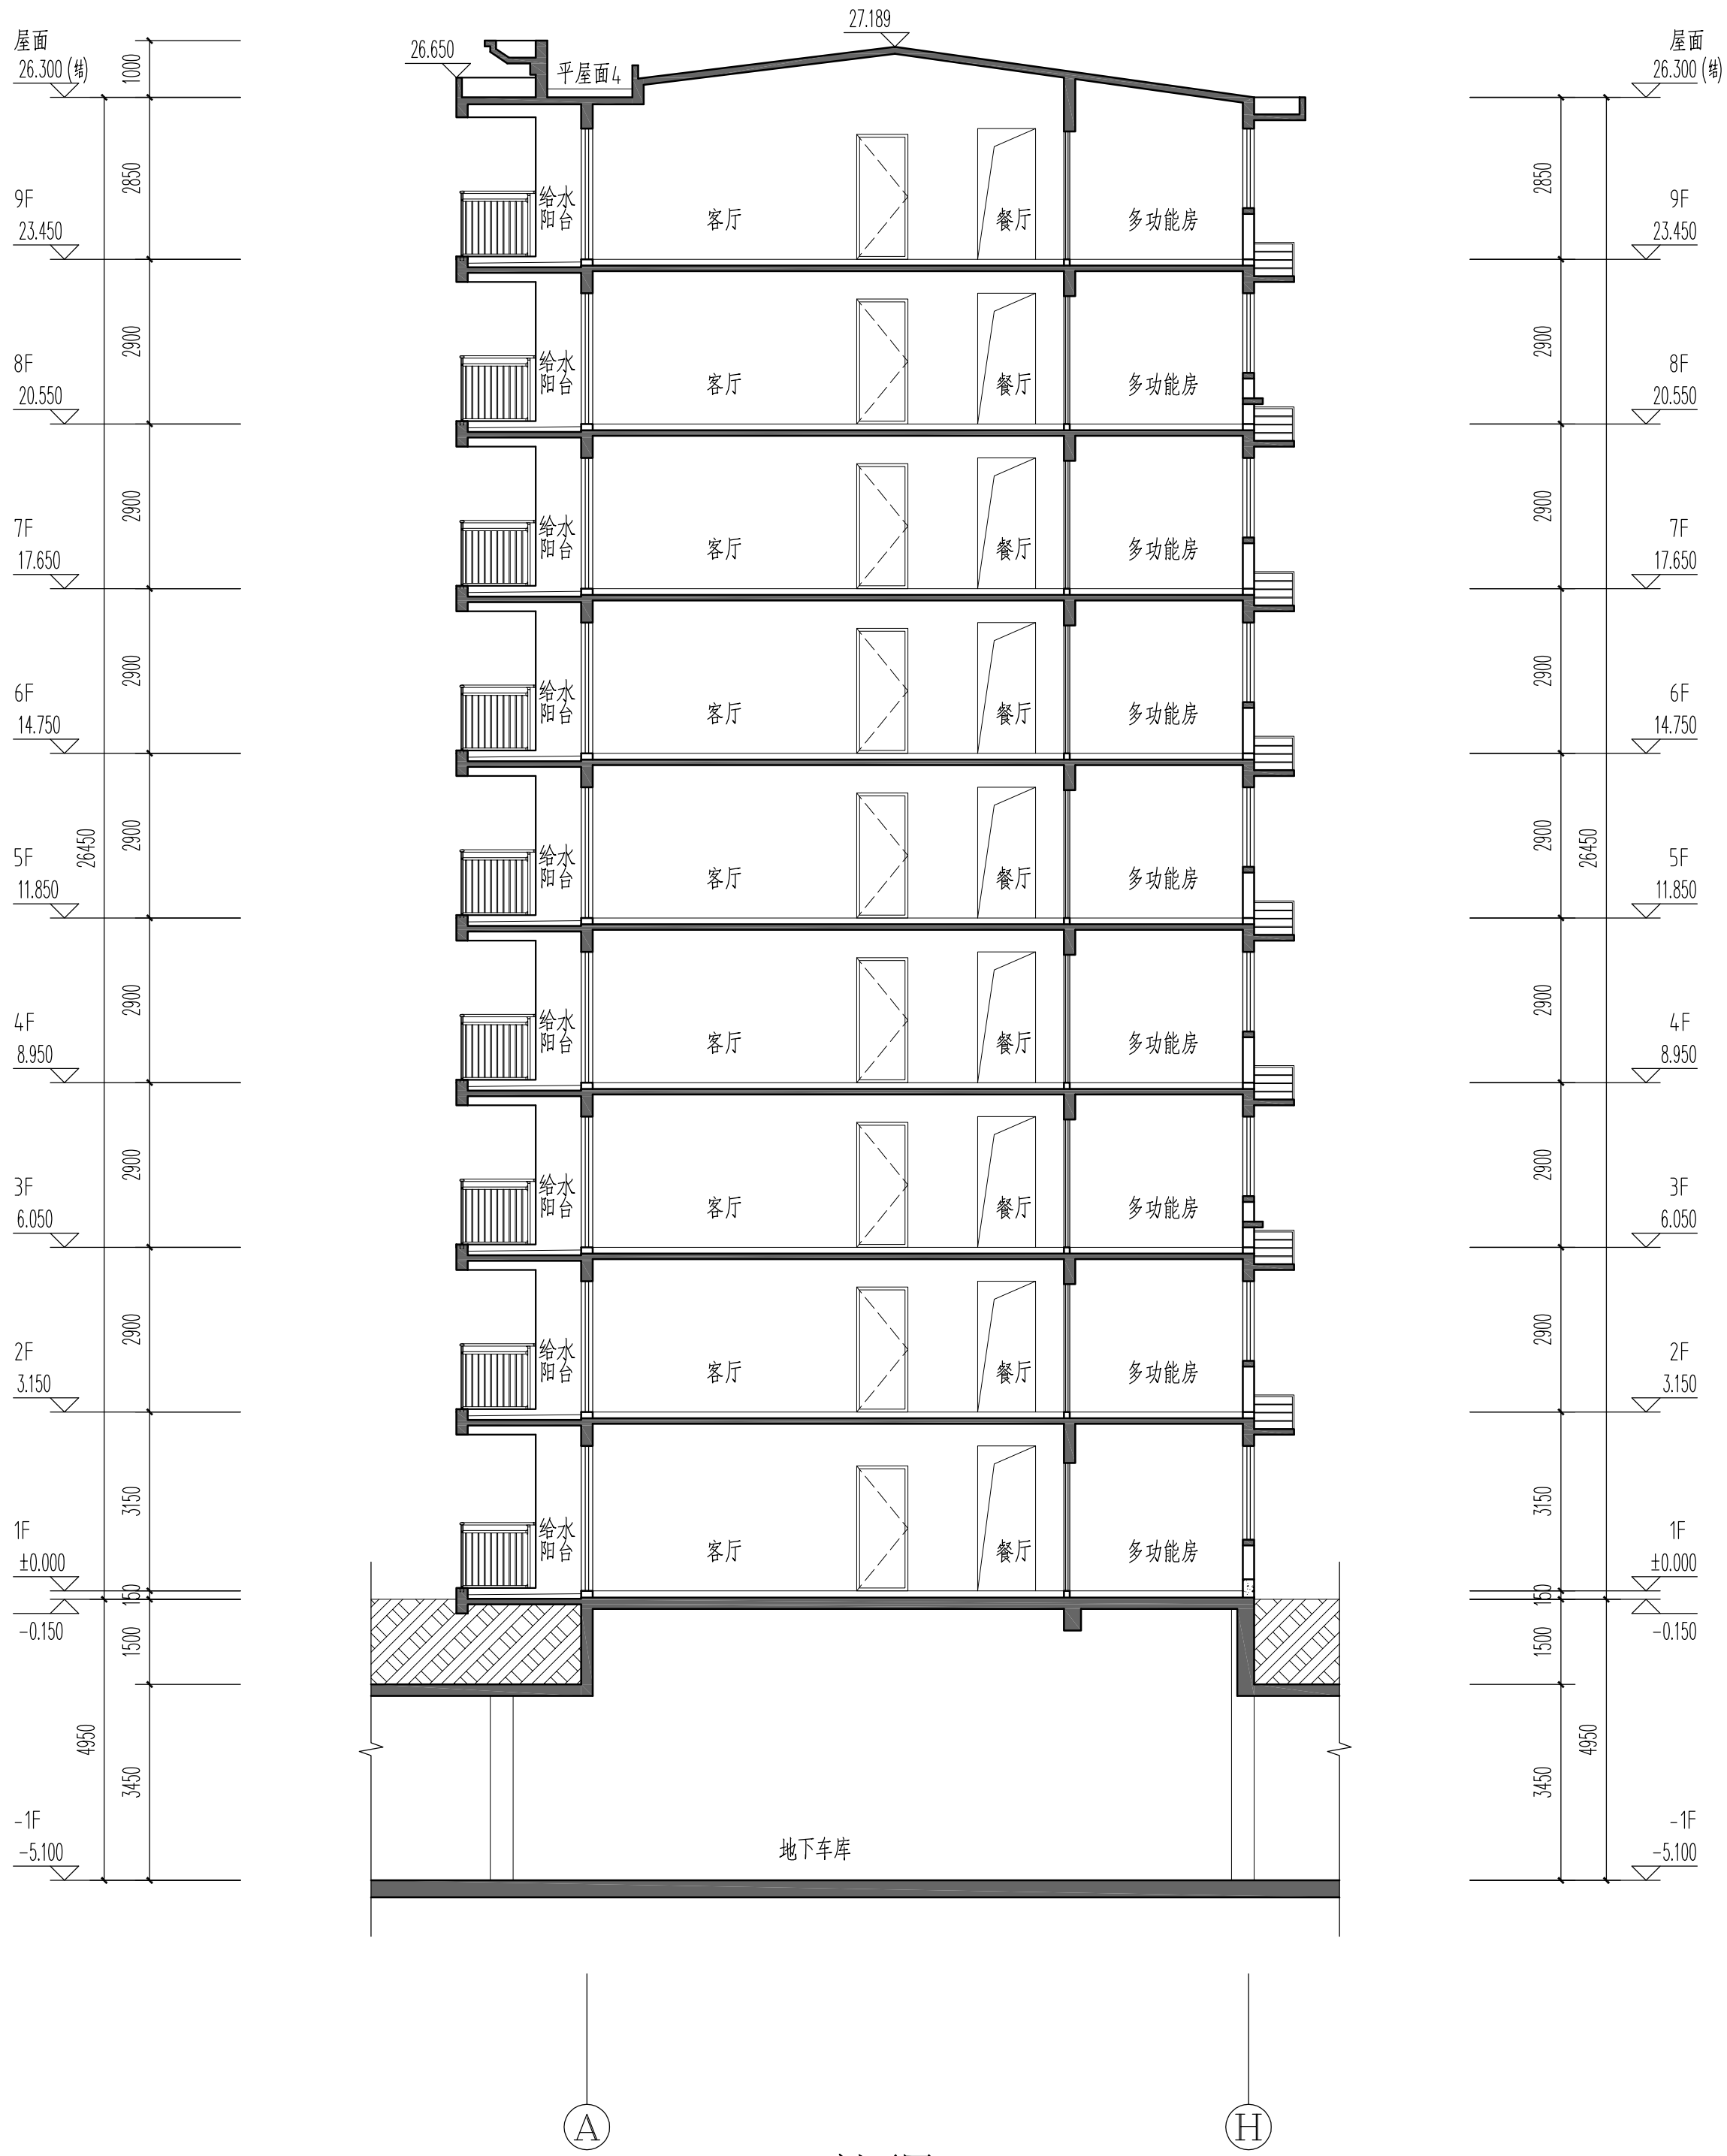 27.189
屋面
26.300 (结)
1000
26.650
平屋面4
屋面
26.300 (结)
2850
9F
23.450
给水
阳台
客厅
餐厅
多功能房
2850
9F
23.450
2900
8F
20.550
给水
阳台
客厅
餐厅
多功能房
2900
8F
20.550
2900
7F
17.650
给水
阳台
客厅
餐厅
多功能房
2900
7F
17.650
2900
6F
14.750
给水
阳台
客厅
餐厅
多功能房
2900
6F
14.750
26450
2900
5F
11.850
给水
阳台
客厅
餐厅
多功能房
2900
26450
5F
11.850
2900
4F
8.950
给水
阳台
客厅
餐厅
多功能房
2900
4F
8.950
2900
3F
6.050
给水
阳台
客厅
餐厅
多功能房
2900
3F
6.050
2900
2F
3.150
给水
阳台
客厅
餐厅
多功能房
2900
2F
3.150
3150
1F
±0.000
给水
阳台
客厅
餐厅
多功能房
3150
1F
±0.000
150
-0.150
150
-0.150
1500
1500
4950
3450
3450
4950
-1F
-5.100
地下车库
-1F
-5.100
A
H